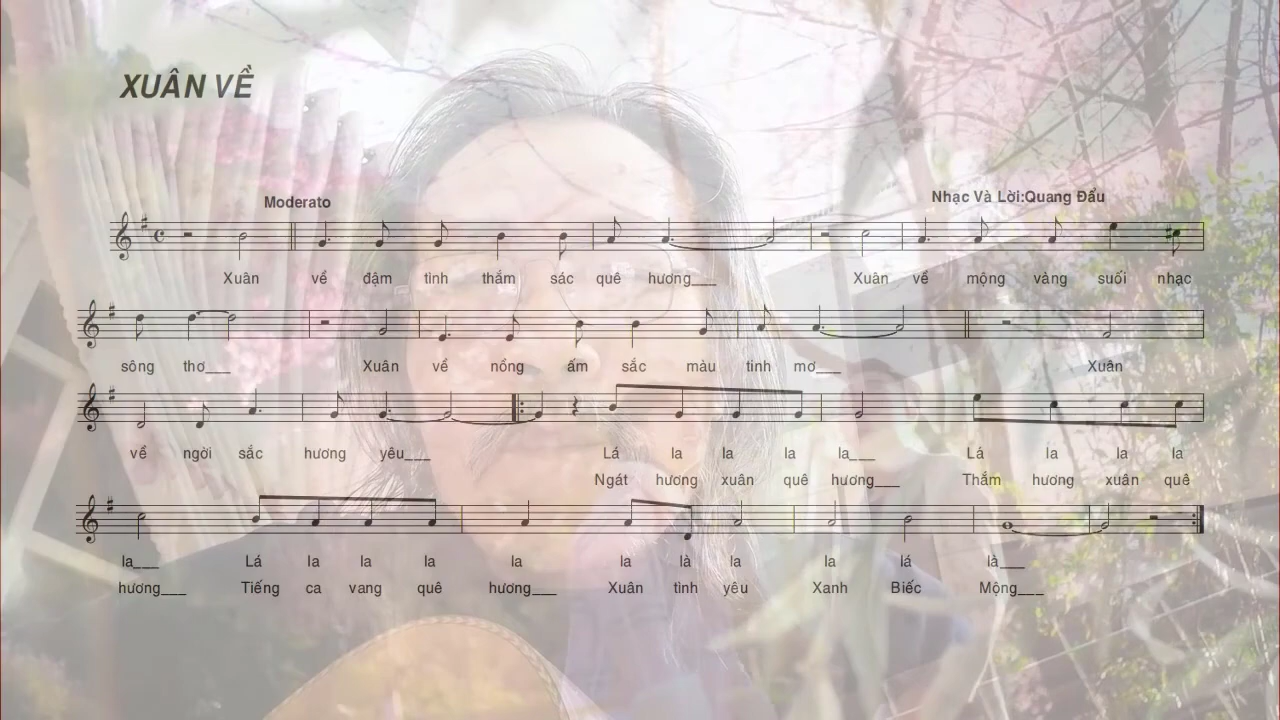 XUÂN VỀ
Moderato
Nhạc Và Lời:Quang Đẩu
Xuân về đậm tình thắm sác quê hương___ Xuân về mộng vàng suối nhạc
sông thơ___ Xuân về nồng ấm sắc màu tinh mơ___ Xuân
về ngời sắc hương yêu___ Lá la la la la___ Lá la la la
Ngát hương xuân quê hương___ Thắm hương xuân quê
la___ Lá la la la la la là la la lá là___
hương___ Tiếng ca vang quê hương___ Xuân tình yêu Xanh Biếc Mộng___